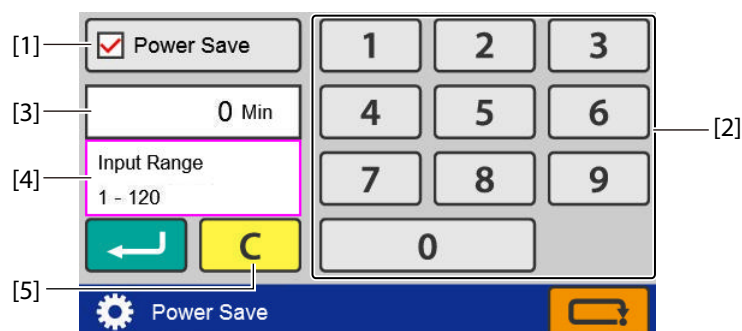 [1] Power Save 1 2 3
[3] 0 Min 4 5 6 [2]
[4] Input Range 7 8 9
1 - 120
C 0
[5]
Power Save